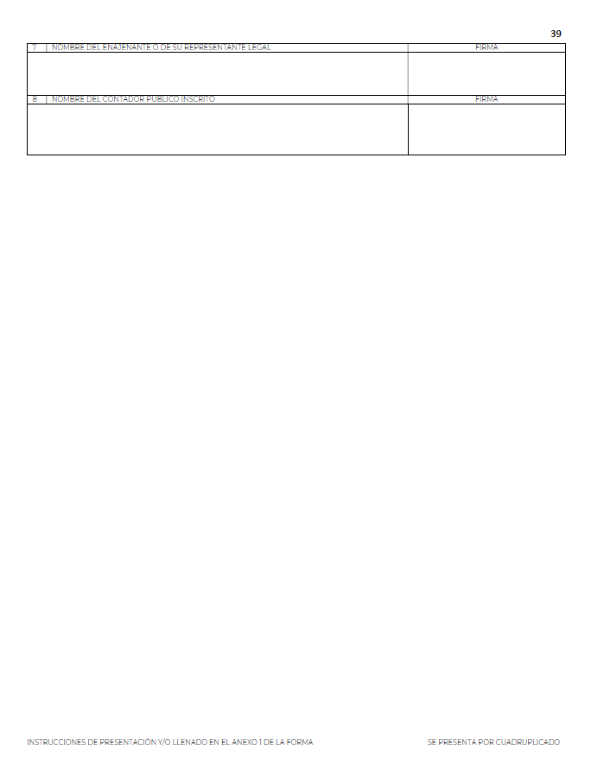 39
7 | NOMBRE DEL ENAJENANTE O DE SU REPRESENTANTE LEGAL FIRMA
8 | NOMBRE DEL CONTADOR PÚBLICO INSCRITO FIRMA
INSTRUCCIONES DE PRESENTACIÓN Y/O LLENADO EN EL ANEXO 1 DE LA FORMA SE PRESENTA POR CUADRUPLICADO